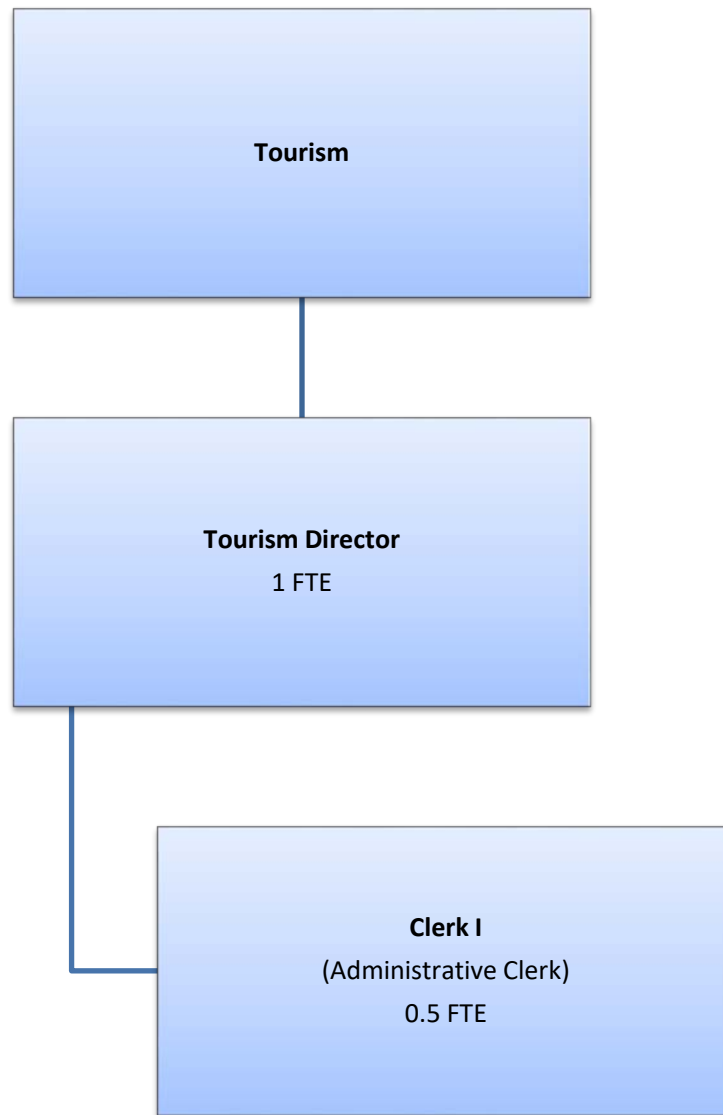 Tourism
Tourism Director
1 FTE
Clerk I
(Administrative Clerk)
0.5 FTE